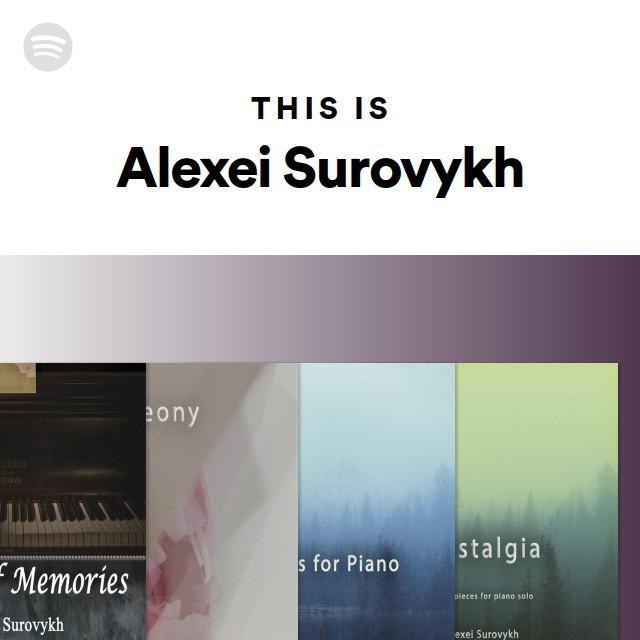 THIS IS
Alexei Surovykh
eony
s for Piano
stalgia
f Memories
pieces for piano solo
Surovykh
exei Surovykh